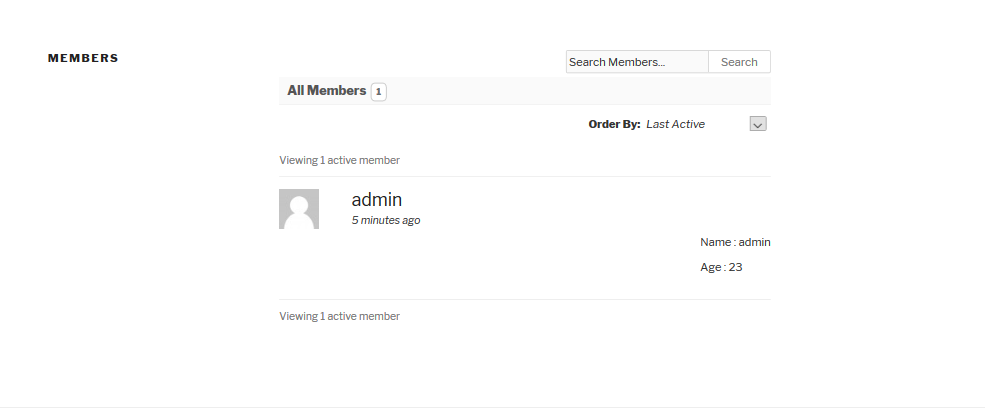 MEMBERS
Search Members... Search
All Members 1
Order By: Last Active
Viewing 1 active member
admin
5 minutes ago
Name : admin
Age : 23
Viewing 1 active member